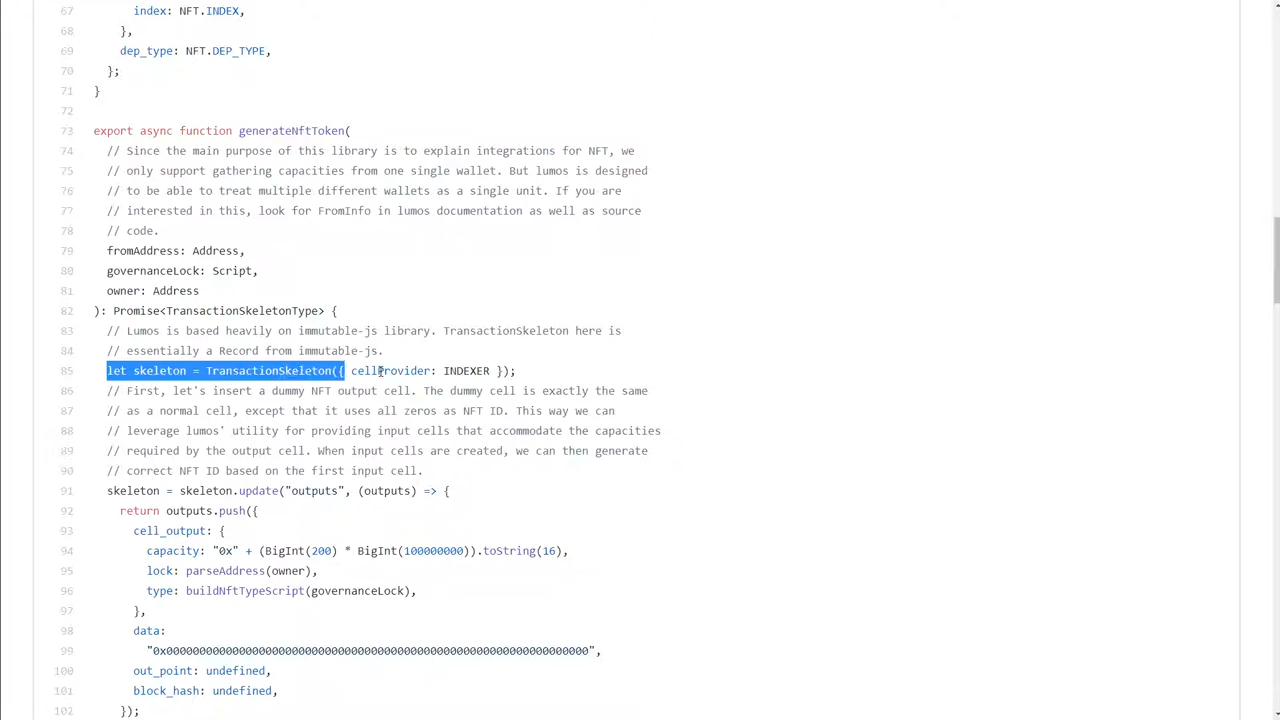 67 index: NFT.INDEX,
68 },
69 dep_type: NFT.DEP_TYPE,
70 };
71 }
72
73 export async function generateNftToken(
74 // Since the main purpose of this library is to explain integrations for NFT, we
75 // only support gathering capacities from one single wallet. But lumos is designed
76 // to be able to treat multiple different wallets as a single unit. If you are
77 // interested in this, look for FromInfo in lumos documentation as well as source
78 // code.
79 fromAddress: Address,
80 governanceLock: Script,
81 owner: Address
82 ): Promise<TransactionSkeletonType> {
83 // Lumos is based heavily on immutable-js library. TransactionSkeleton here is
84 // essentially a Record from immutable-js.
85 let skeleton = TransactionSkeleton({ cellProvider: INDEXER });
86 // First, let's insert a dummy NFT output cell. The dummy cell is exactly the same
87 // as a normal cell, except that it uses all zeros as NFT ID. This way we can
88 // leverage lumos' utility for providing input cells that accommodate the capacities
89 // required by the output cell. When input cells are created, we can then generate
90 // correct NFT ID based on the first input cell.
91 skeleton = skeleton.update("outputs", (outputs) => {
92 return outputs.push({
93 cell_output: {
94 capacity: "0x" + (BigInt(200) * BigInt(100000000)).toString(16),
95 lock: parseAddress(owner),
96 type: buildNftTypeScript(governanceLock),
97 },
98 data:
99 "0x0000000000000000000000000000000000000000000000000000000000000000",
100 out_point: undefined,
101 block_hash: undefined,
102 });